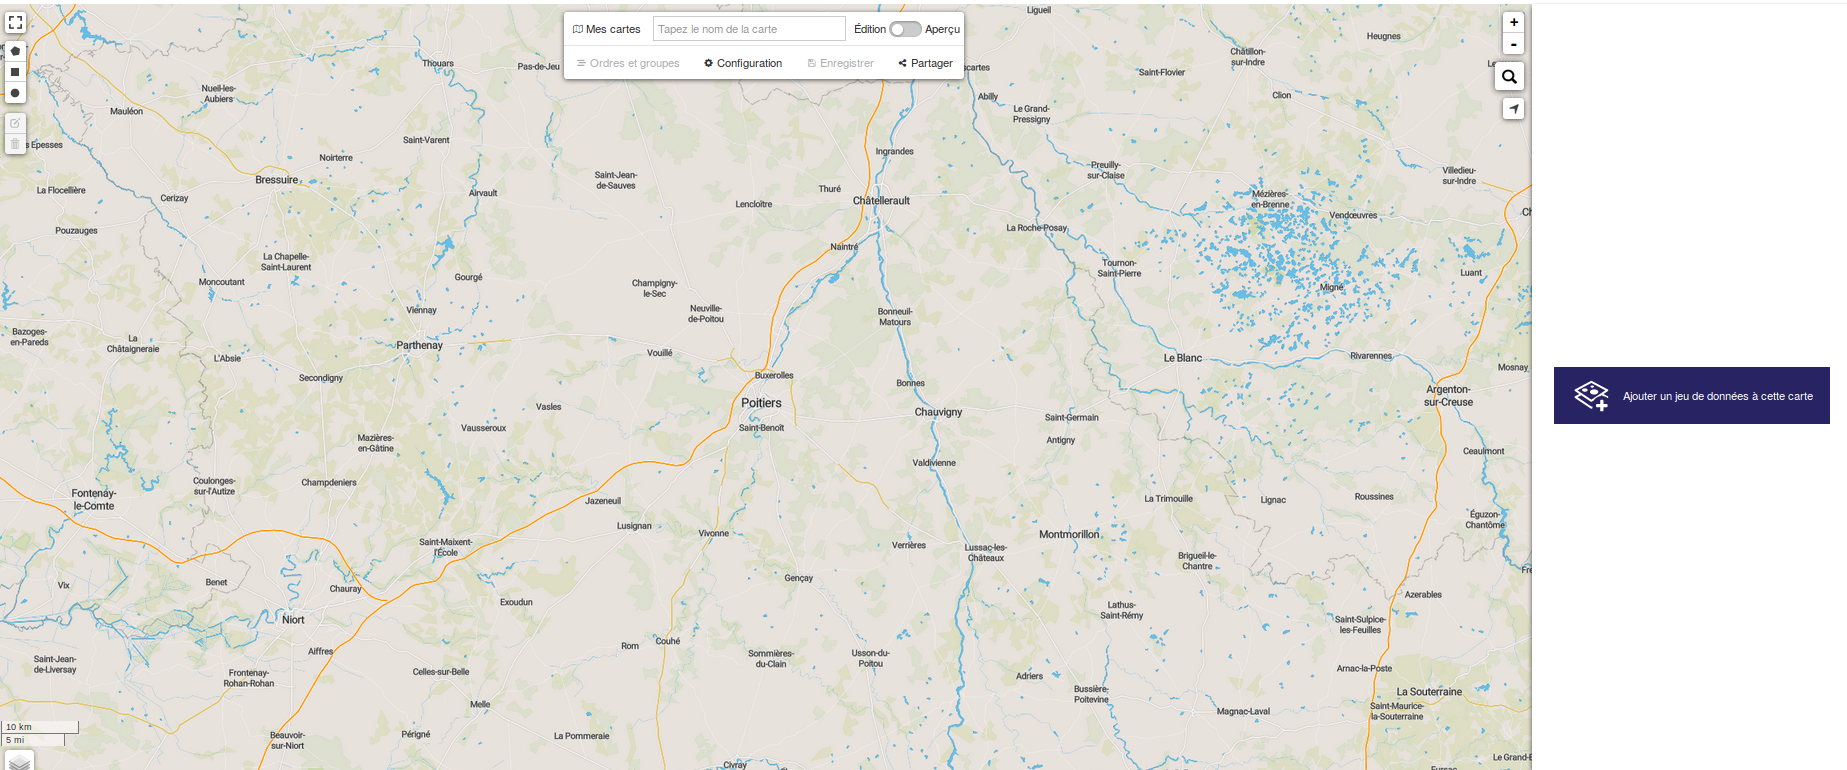 Mes cartes
Tapez le nom de la carte
Édition
Aperçu
Ordres et groupes
Configuration
Enregistrer
Partager
+
-
Ligueil
Heugnes
Châtillon-
sur-Indre
Thouars
Pas-de-Jeu
Saint-Flovier
Nueil-les-
Aubiers
Abilly
Clion
Mauléon
Le Grand-
Pressigny
Saint-Varent
s Epesses
Ingrandes
Noirterre
Preuilly-
sur-Claise
Villedieu-
sur-Indre
Bressuire
Saint-Jean-
de-Sauves
La Flocellière
Airvault
Thuré
Cerizay
Lencloître
Châtellerault
Mézières-
en-Brenne
Vendœuvres
Pouzauges
La Roche-Posay
Naintré
La Chapelle-
Saint-Laurent
Tournon-
Saint-Pierre
Luant
Moncoutant
Gourgé
Champigny-
le-Sec
Migné
Viennay
Neuville-
de-Poitou
Bonneuil-
Matours
Bazoges-
en-Pareds
La
Châtaigneraie
Parthenay
L'Absie
Vouillé
Le Blanc
Rivarennes
Mosnay
Secondigny
Buxerolles
Bonnes
Argenton-
sur-Creuse
Ajouter un jeu de données à cette carte
Vasles
Poitiers
Chauvigny
Saint-Germain
Vausseroux
Saint-Benoît
Mazières-
en-Gâtine
Antigny
Ceaulmont
Valdivienne
Coulonges-
sur-l'Autize
Champdeniers
Fontenay-
le-Comte
Jazeneuil
La Trimouille
Lignac
Roussines
Lusignan
Éguzon-
Chantôme
Vivonne
Montmorillon
Saint-Maixent-
l'École
Verrières
Lussac-les-
Châteaux
Brigueil-le-
Chantre
Vix
Benet
Chauray
Gençay
Azerables
Exoudun
Lathus-
Saint-Rémy
Niort
Saint-Sulpice-
les-Feuilles
Aiffres
Rom
Couhé
Saint-Jean-
de-Liversay
Sommières-
du-Clain
Usson-du-
Poitou
Arnac-la-Poste
Frontenay-
Rohan-Rohan
Celles-sur-Belle
Adriers
Bussière-
Poitevine
La Souterraine
Melle
Magnac-Laval
Saint-Maurice-
la-Souterraine
10 km
5 mi
Beauvoir-
sur-Niort
Périgné
La Pommeraie
Civray